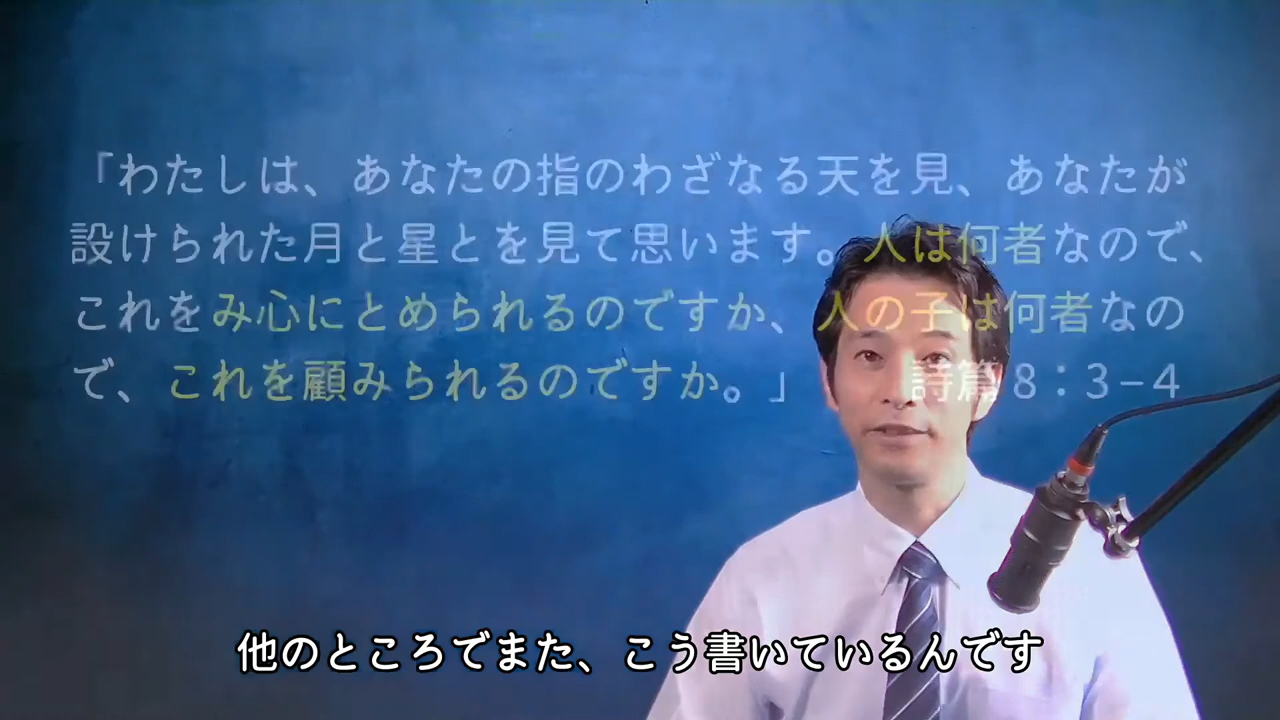 「わたしは、あなたの指のわざなる天を見、あなたが
設けられた月と星とを見て思います。人は何者なので、
これをみ心にとめられるのですか、人の子は何者なの
で、これを顧みられるのですか。」 詩篇８：３−４
他のところでまた、こう書いているんです